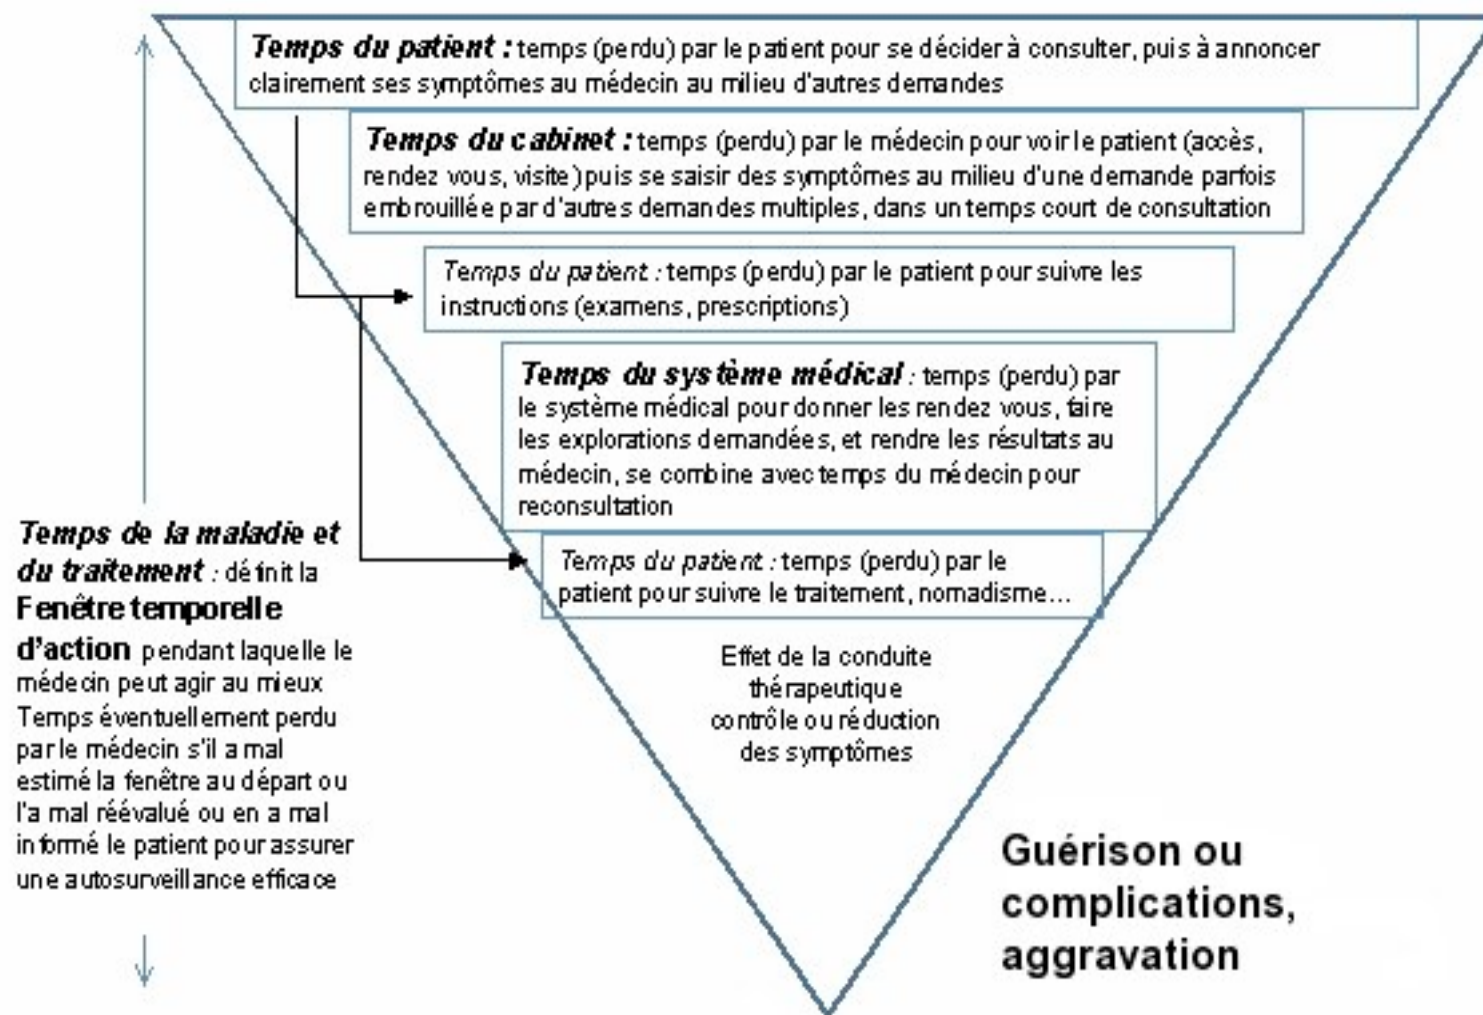 Temps du patient : temps (perdu) par le patient pour se décider à consulter, puis à annoncer
clairement ses symptômes au médecin au milieu d'autres demandes
Temps du cabinet : temps (perdu) par le médecin pour voir le patient (accès,
rendez vous, visite) puis se saisir des symptômes au milieu d'une demande parfois
embrouillée par d'autres demandes multiples, dans un temps court de consultation
Temps du patient : temps (perdu) par le patient pour suivre les
instructions (examens, prescriptions)
Temps du système médical : temps (perdu) par
le système médical pour donner les rendez vous, faire
les explorations demandées, et rendre les résultats au
médecin, se combine avec temps du médecin pour
reconsultation
Temps du patient : temps (perdu) par le
patient pour suivre le traitement, nomadisme...
Effet de la conduite
thérapeutique
contrôle ou réduction
des symptômes
Temps de la maladie et
du traitement : définit la
Fenêtre temporelle
d'action pendant laquelle le
médecin peut agir au mieux
Temps éventuellement perdu
par le médecin s'il a mal
estimé la fenêtre au départ ou
l'a mal réévalué ou en a mal
informé le patient pour assurer
une autosurveillance efficace
Guérison ou
complications,
aggravation